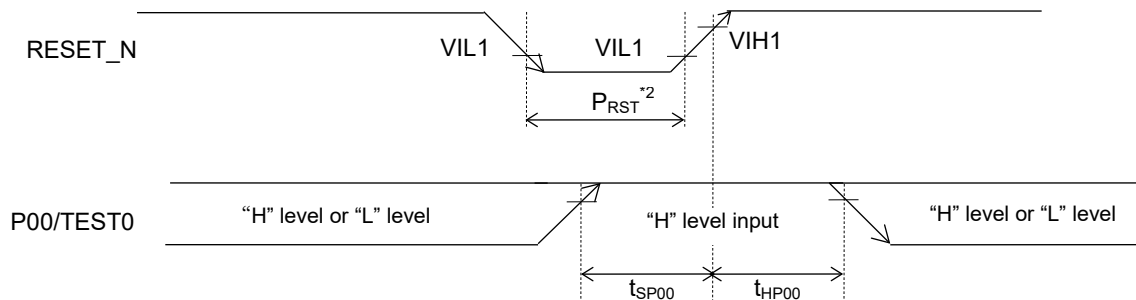 RESET_N
VIL1
VIL1
VIH1
PRST*2
P00/TEST0
“H” level or “L” level
“H” level input
“H” level or “L” level
tSP00
tHP00